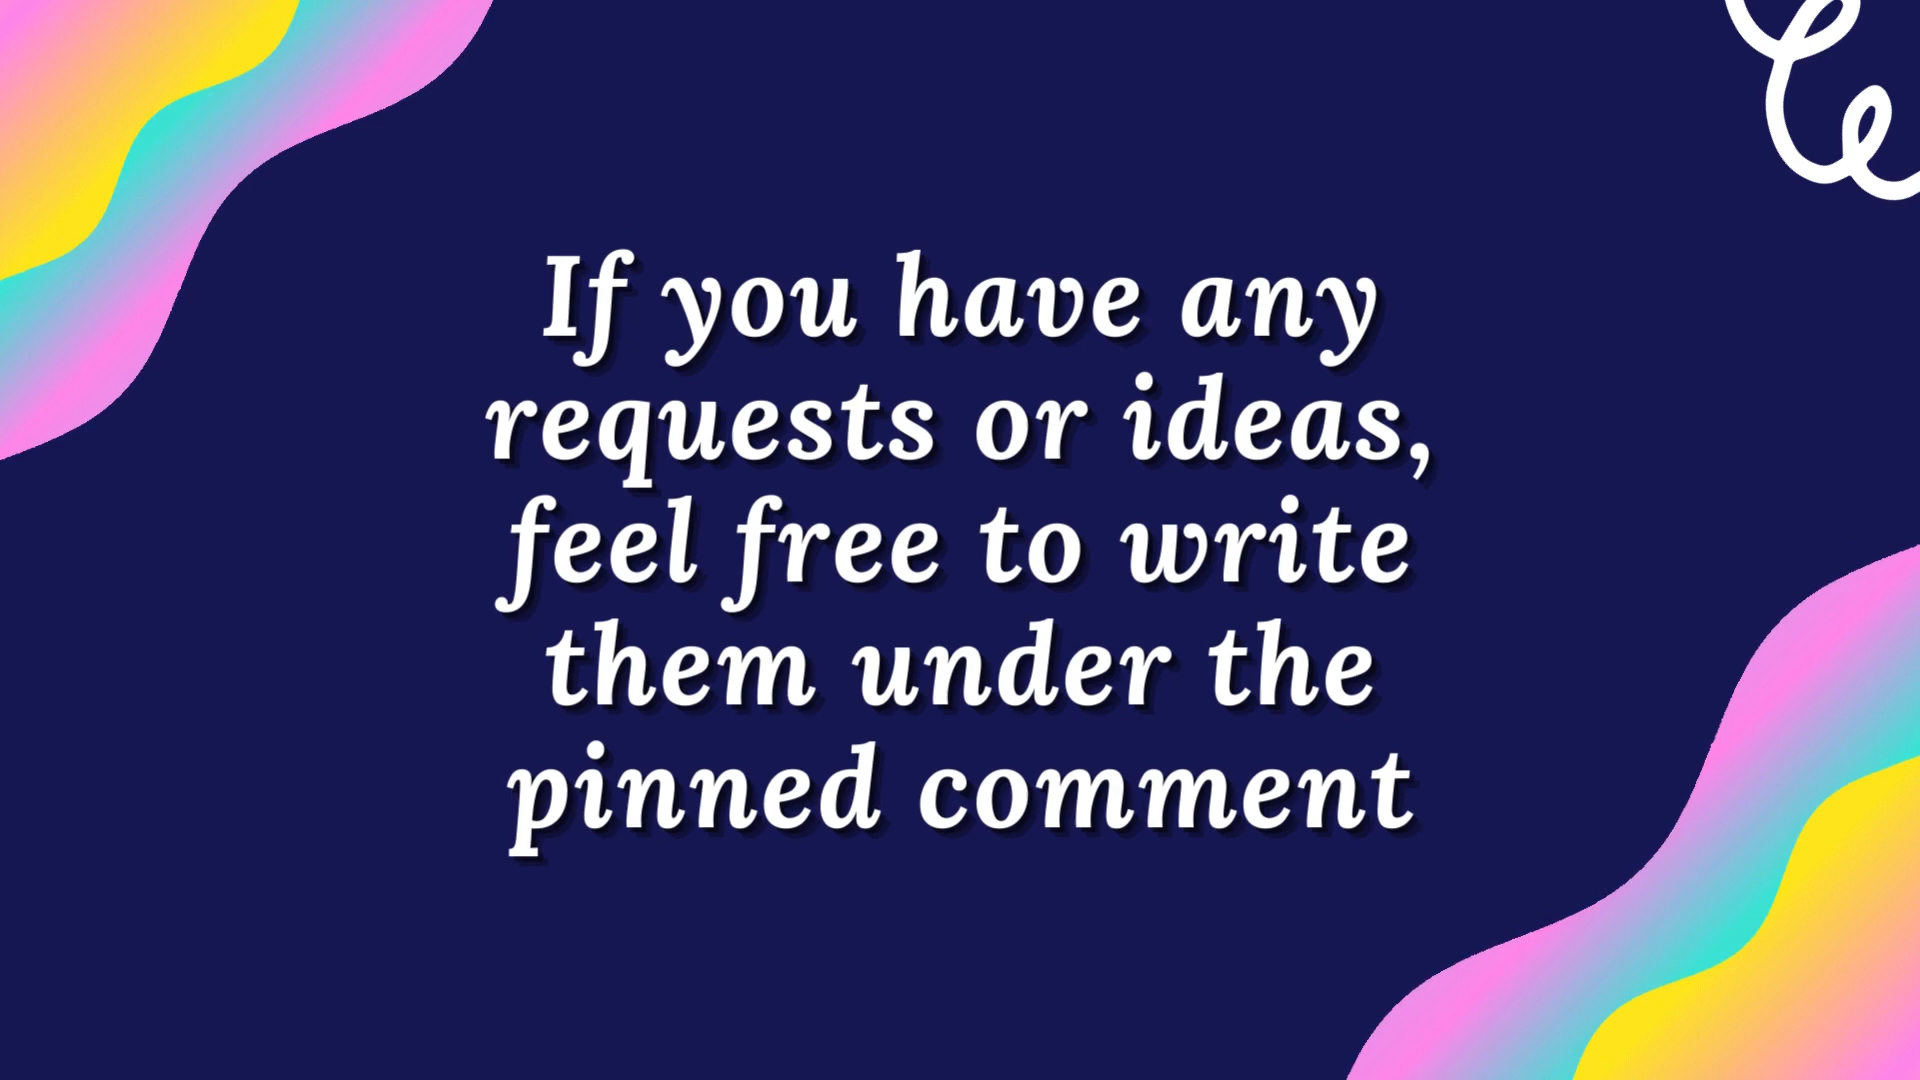 If you have any
requests or ideas,
feel free to write
them under the
pinned comment